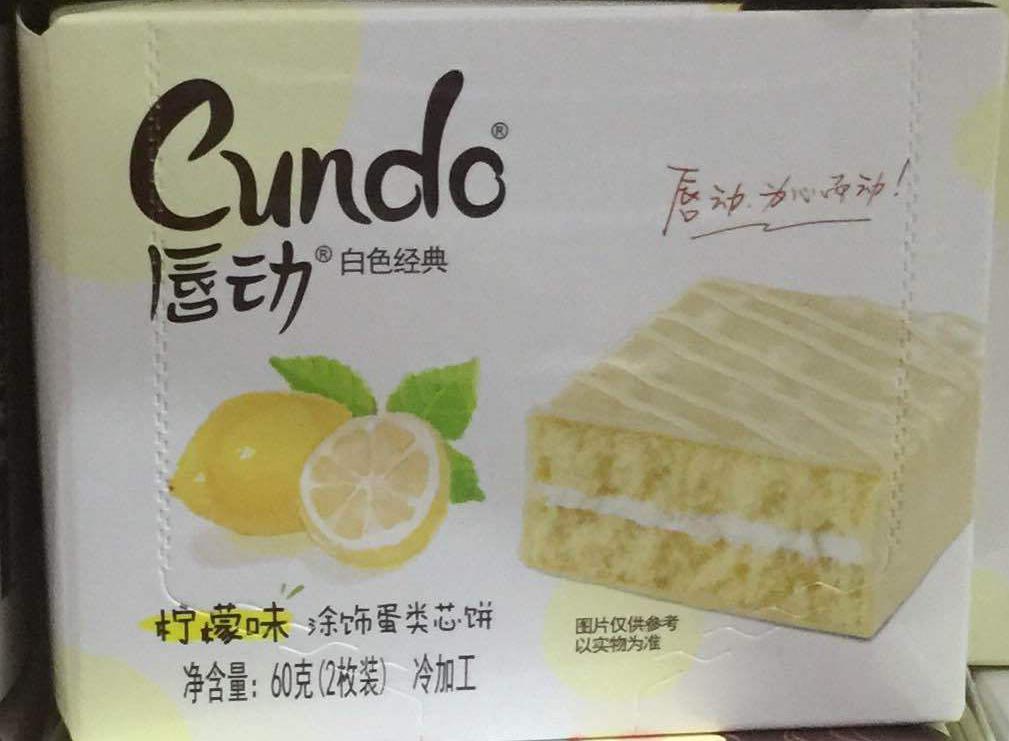 Cundo®
唇动® 白色经典
唇动.为心而动!
柠檬味 涂饰蛋类芯饼
净含量：60克(2枚装) 冷加工
图片仅供参考
以实物为准